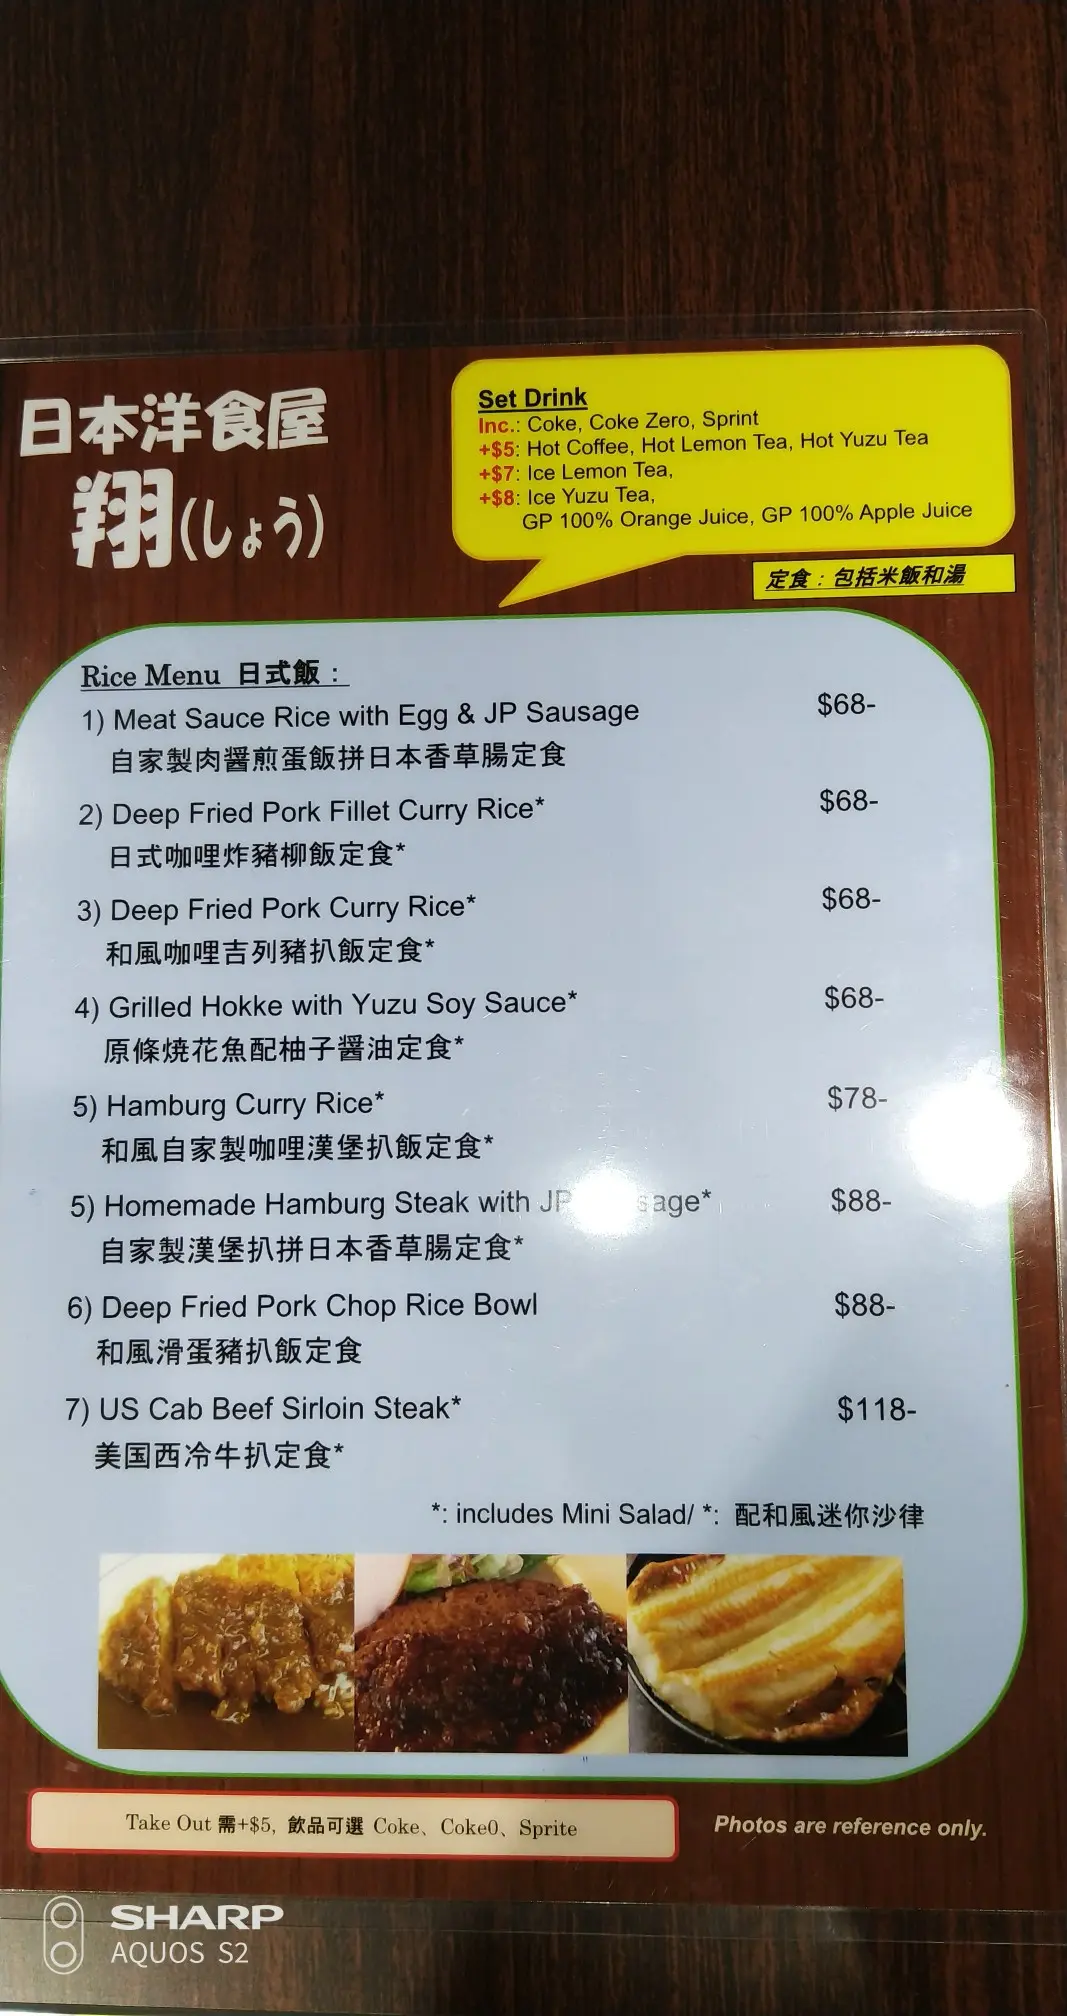 日本洋食屋
翔(しょう)
Set Drink
Inc.: Coke, Coke Zero, Sprint
+$5: Hot Coffee, Hot Lemon Tea, Hot Yuzu Tea
+$7: Ice Lemon Tea,
+$8: Ice Yuzu Tea,
GP 100% Orange Juice, GP 100% Apple Juice
定食：包括米飯和湯
Rice Menu 日式飯：
1) Meat Sauce Rice with Egg & JP Sausage $68-
自家製肉醬煎蛋飯拼日本香草腸定食
2) Deep Fried Pork Fillet Curry Rice* $68-
日式咖哩炸豬柳飯定食*
3) Deep Fried Pork Curry Rice* $68-
和風咖哩吉列豬扒飯定食*
4) Grilled Hokke with Yuzu Soy Sauce* $68-
原條燒花魚配柚子醬油定食*
5) Hamburg Curry Rice* $78-
和風自家製咖哩漢堡扒飯定食*
5) Homemade Hamburg Steak with JP $88-
自家製漢堡扒拼日本香草腸定食*
6) Deep Fried Pork Chop Rice Bowl $88-
和風滑蛋豬扒飯定食
7) US Cab Beef Sirloin Steak* $118-
美国西冷牛扒定食*
*: includes Mini Salad/ *: 配和風迷你沙律
Take Out 需+$5, 飲品可選 Coke、Coke0、Sprite
Photos are reference only.
SHARP
AQUOS S2